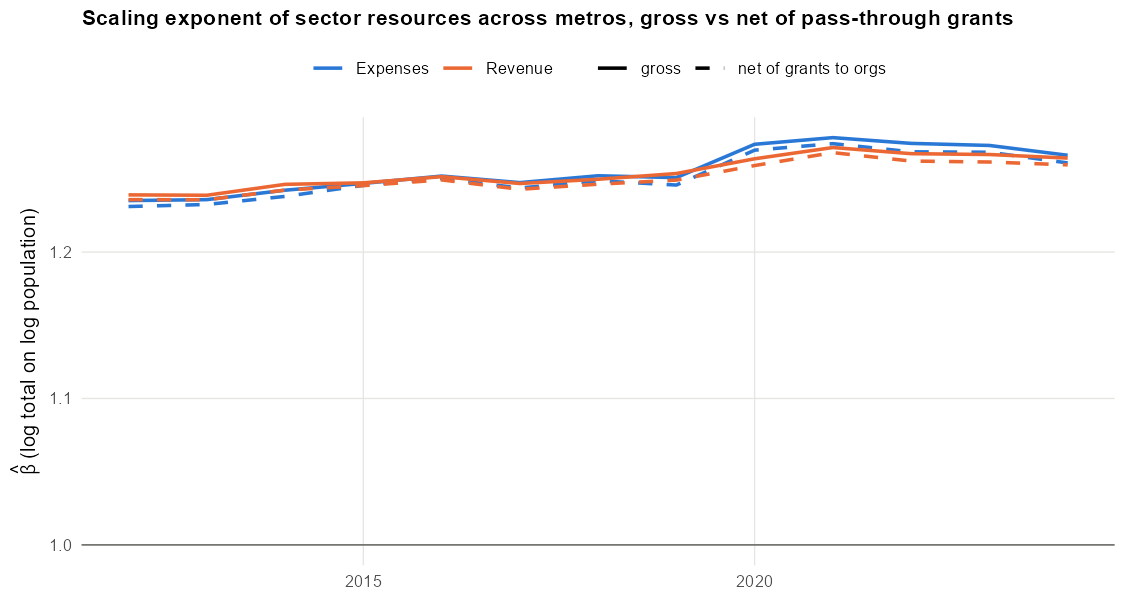 Scaling exponent of sector resources across metros, gross vs net of pass-through grants
Expenses Revenue gross net of grants to orgs
β̂ (log total on log population)
1.2
1.1
1.0
2015 2020